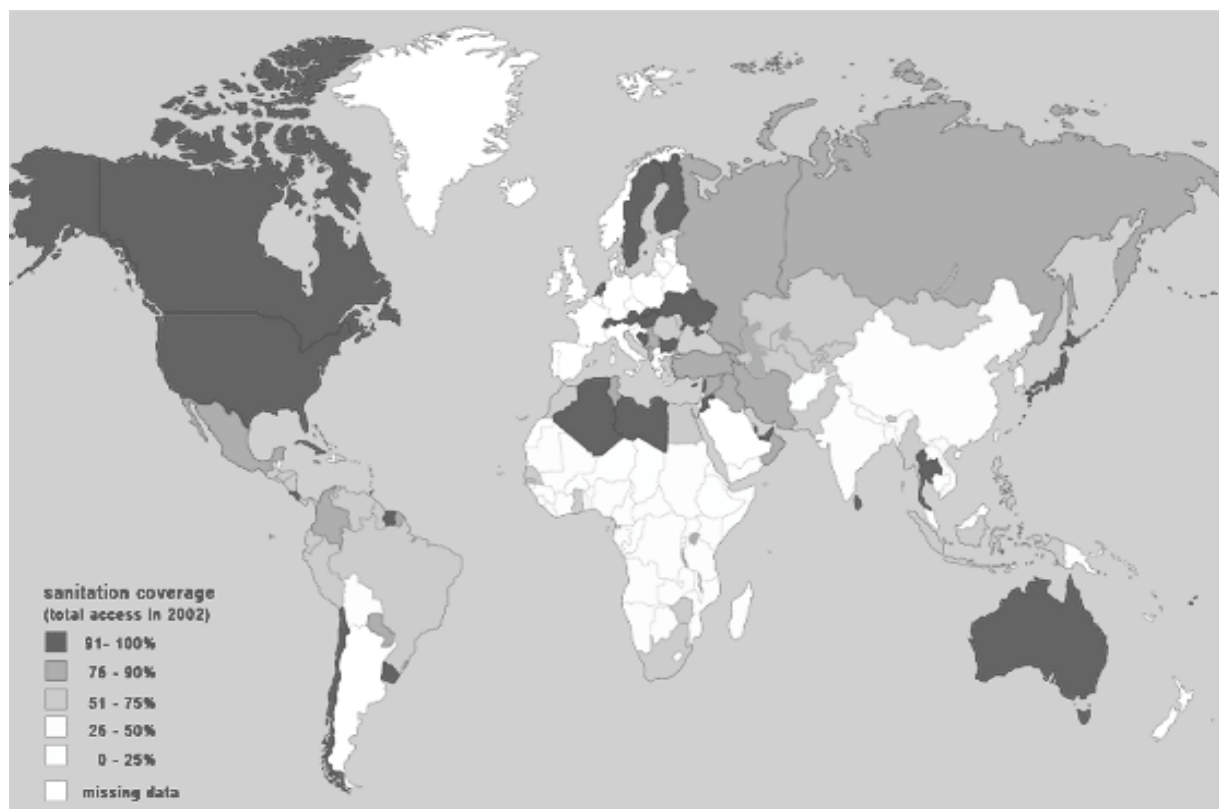 sanitation coverage
(total access in 2002)
91- 100%
76 - 90%
51 - 75%
26 - 50%
0 - 25%
missing data